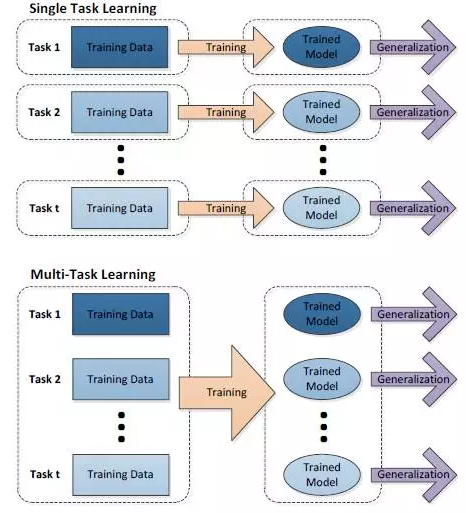 Single Task Learning
Task 1 Training Data Training Trained Model Generalization
Task 2 Training Data Training Trained Model Generalization
Task t Training Data Training Trained Model Generalization
Multi-Task Learning
Task 1 Training Data Trained Model Generalization
Task 2 Training Data Training Trained Model Generalization
Task t Training Data Trained Model Generalization